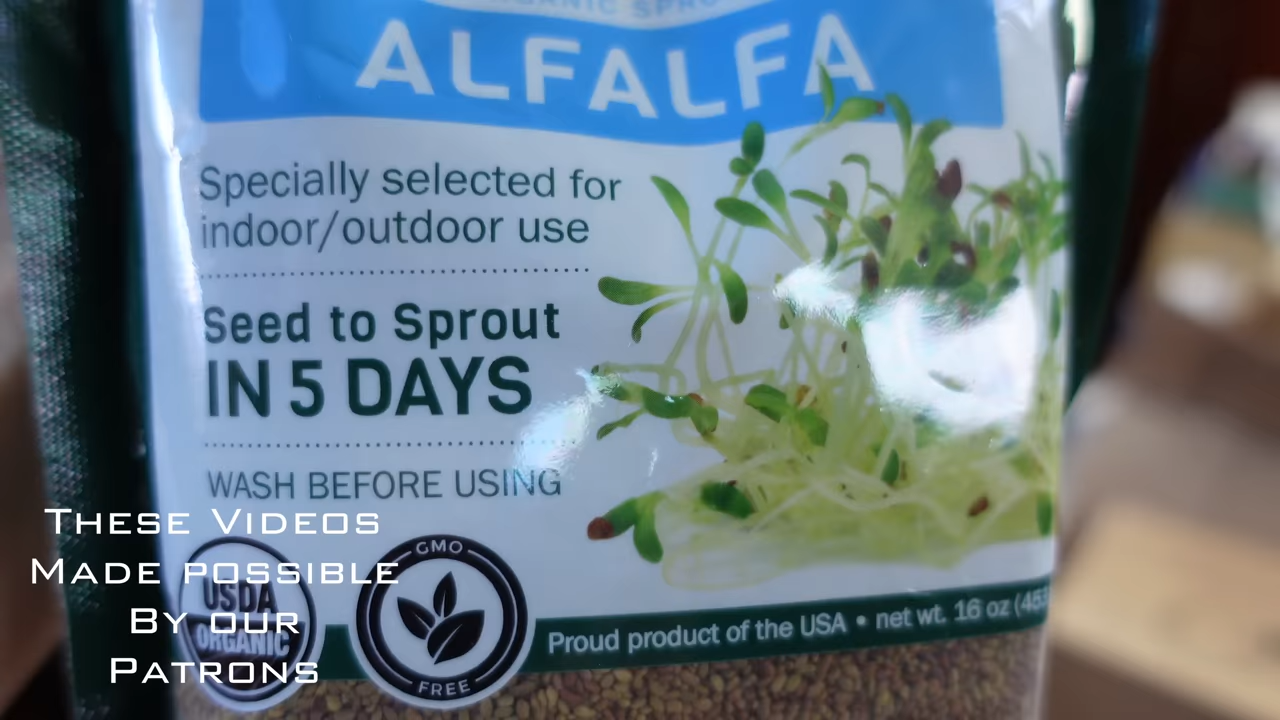 ALFALFA
Specially selected for
indoor/outdoor use
Seed to Sprout
IN 5 DAYS
WASH BEFORE USING
USDA
ORGANIC
GMO
FREE
Proud product of the USA • net wt. 16 oz
These Videos
Made possible
By our
Patrons